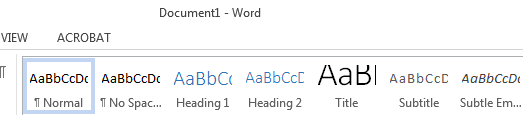 Document1 - Word
VIEW ACROBAT
¶ AaBbCcDc AaBbCcDc AaBbCc AaBbCcD AaB AaBbCcD AaBbCcDc
¶ Normal ¶ No Spac... Heading 1 Heading 2 Title Subtitle Subtle Em...